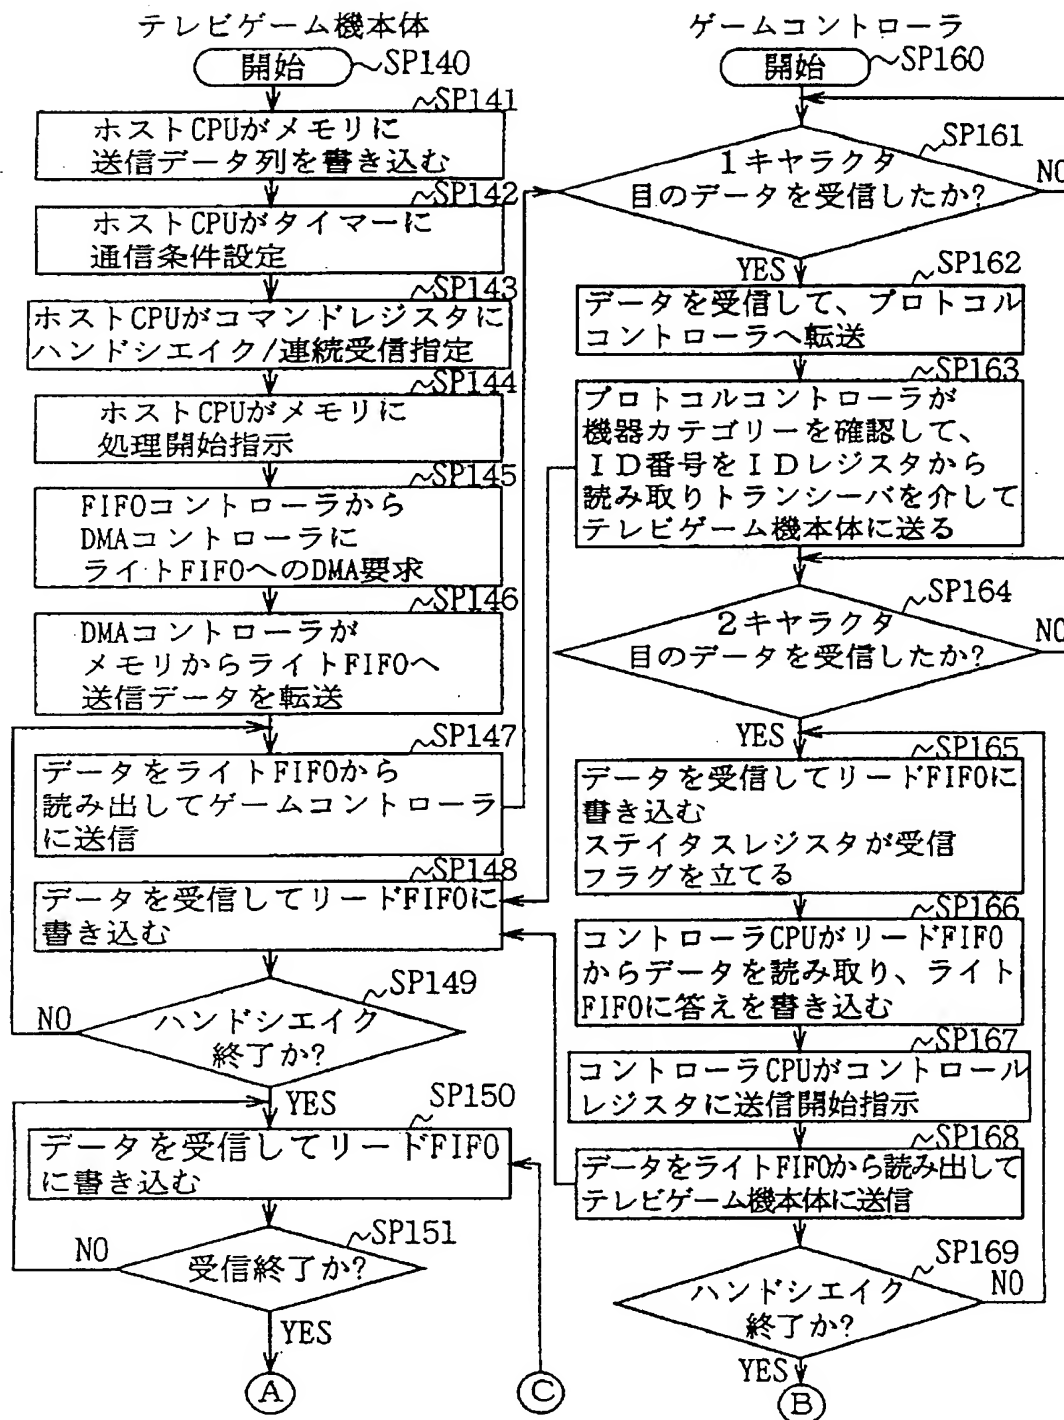 テレビゲーム機本体
開始
SP140
SP141
ホストCPUがメモリに
送信データ列を書き込む
SP142
ホストCPUがタイマーに
通信条件設定
SP143
ホストCPUがコマンドレジスタに
ハンドシエイク/連続受信指定
SP144
ホストCPUがメモリに
処理開始指示
SP145
FIFOコントローラから
DMAコントローラに
ライトFIFOへのDMA要求
SP146
DMAコントローラが
メモリからライトFIFOへ
送信データを転送
SP147
データをライトFIFOから
読み出してゲームコントローラ
に送信
SP148
データを受信してリードFIFOに
書き込む
SP149
ハンドシエイク
終了か?
NO
YES
SP150
データを受信してリードFIFO
に書き込む
SP151
受信終了か?
NO
YES
A
C
ゲームコントローラ
開始
SP160
SP161
1キャラクタ
目のデータを受信したか?
NO
YES
SP162
データを受信して、プロトコル
コントローラへ転送
SP163
プロトコルコントローラが
機器カテゴリーを確認して、
ID番号をIDレジスタから
読み取りトランシーバを介して
テレビゲーム機本体に送る
SP164
2キャラクタ
目のデータを受信したか?
NO
YES
SP165
データを受信してリードFIFOに
書き込む
ステイタスレジスタが受信
フラグを立てる
SP166
コントローラCPUがリードFIFO
からデータを読み取り、ライト
FIFOに答えを書き込む
SP167
コントローラCPUがコントロール
レジスタに送信開始指示
SP168
データをライトFIFOから読み出して
テレビゲーム機本体に送信
SP169
ハンドシエイク
終了か?
NO
YES
B